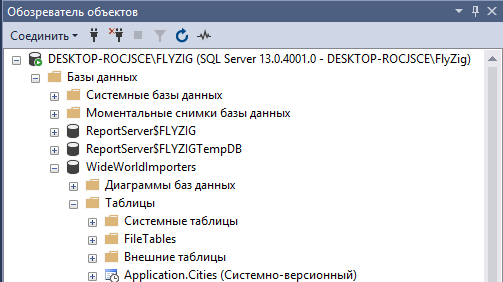 Обозреватель объектов
Соединить
DESKTOP-ROCJSCE\FLYZIG (SQL Server 13.0.4001.0 - DESKTOP-ROCJSCE\FlyZig)
Базы данных
Системные базы данных
Моментальные снимки базы данных
ReportServer$FLYZIG
ReportServer$FLYZIGTempDB
WideWorldImporters
Диаграммы баз данных
Таблицы
Системные таблицы
FileTables
Внешние таблицы
Application.Cities (Системно-версионный)